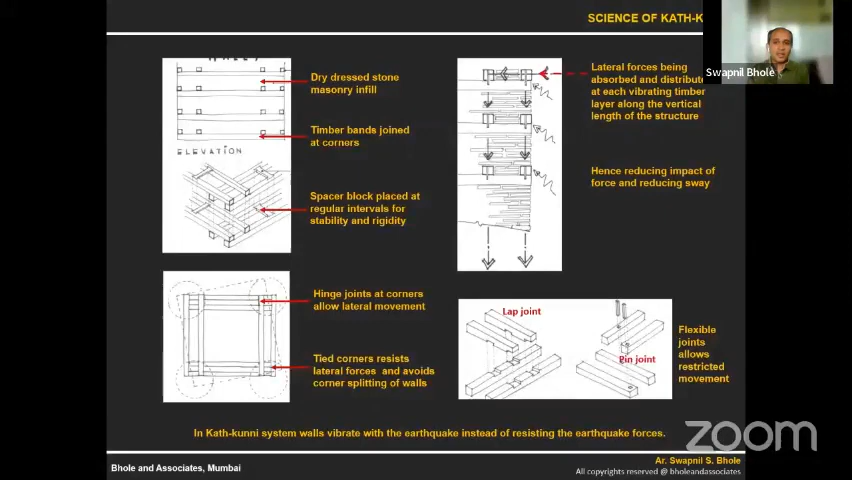 SCIENCE OF KATH-K
Swapnil Bhole
Dry dressed stone
masonry infill
Timber bands joined
at corners
ELEVATION
Spacer block placed at
regular intervals for
stability and rigidity
Lateral forces being
absorbed and distribut
at each vibrating timber
layer along the vertical
length of the structure
Hence reducing impact of
force and reducing sway
Hinge joints at corners
allow lateral movement
Tied corners resists
lateral forces and avoids
corner splitting of walls
Lap joint
Pin joint
Flexible
joints
allows
restricted
movement
In Kath-kunni system walls vibrate with the earthquake instead of resisting the earthquake forces.
zoom
Bhole and Associates, Mumbai
Ar. Swapnil S. Bhole
All copyrights reserved @ bholeandassociates